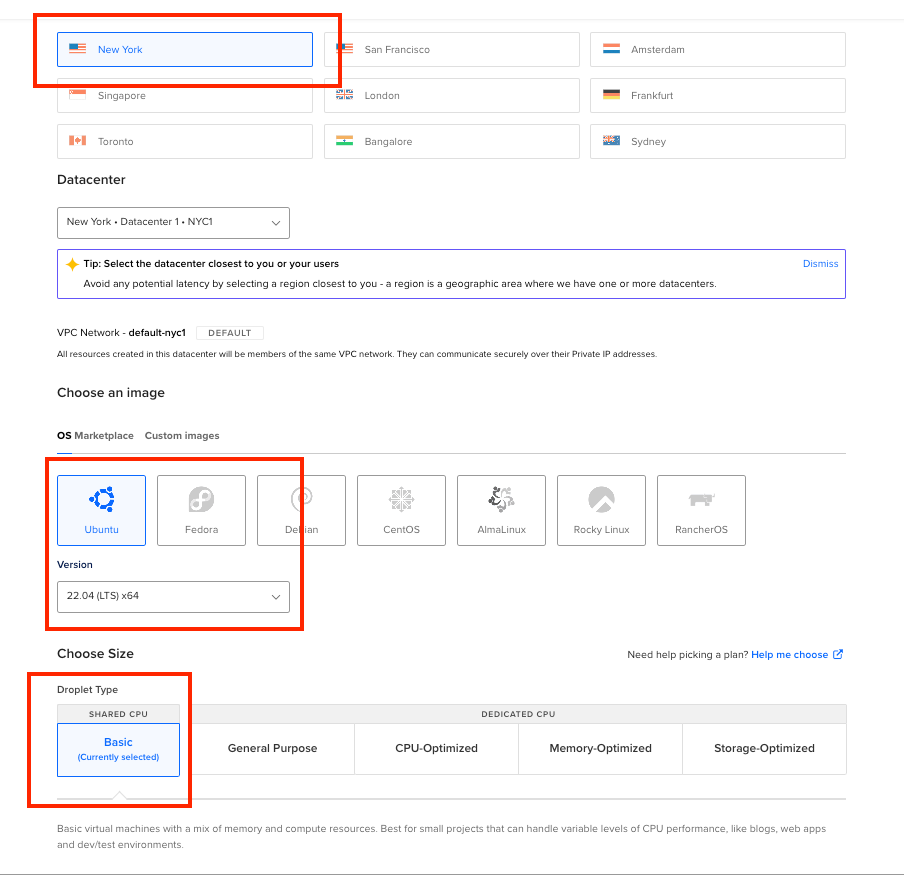 New York San Francisco Amsterdam
Singapore London Frankfurt
Toronto Bangalore Sydney
Datacenter
New York • Datacenter 1 • NYC1
Tip: Select the datacenter closest to you or your users Dismiss
Avoid any potential latency by selecting a region closest to you - a region is a geographic area where we have one or more datacenters.
VPC Network - default-nyc1 DEFAULT
All resources created in this datacenter will be members of the same VPC network. They can communicate securely over their Private IP addresses.
Choose an image
OS Marketplace Custom images
Ubuntu Fedora Debian CentOS AlmaLinux Rocky Linux RancherOS
Version
22.04 (LTS) x64
Choose Size Need help picking a plan? Help me choose
Droplet Type
SHARED CPU DEDICATED CPU
Basic General Purpose CPU-Optimized Memory-Optimized Storage-Optimized
(Currently selected)
Basic virtual machines with a mix of memory and compute resources. Best for small projects that can handle variable levels of CPU performance, like blogs, web apps
and dev/test environments.